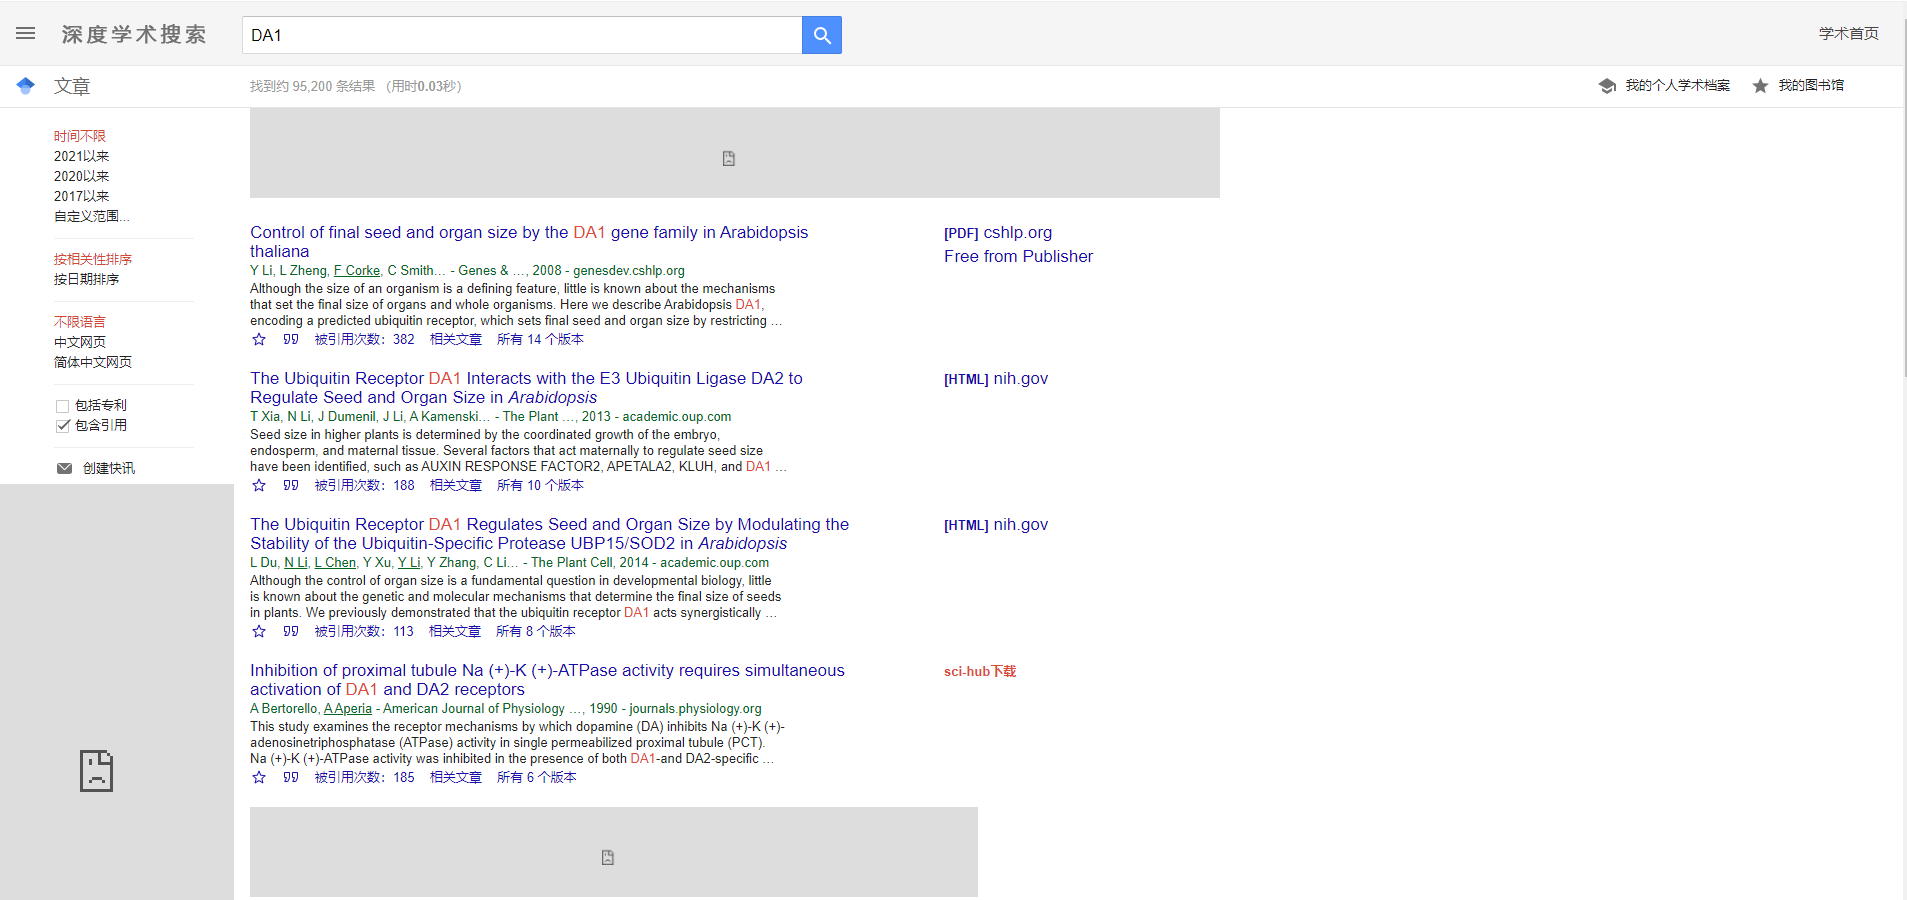 深度学术搜索
DA1
学术首页
文章
找到约 95,200 条结果 （用时0.03秒）
我的个人学术档案
我的图书馆
时间不限
2021以来
2020以来
2017以来
自定义范围...
按相关性排序
按日期排序
不限语言
中文网页
简体中文网页
包括专利
包含引用
创建快讯
Control of final seed and organ size by the DA1 gene family in Arabidopsis
thaliana
Y Li, L Zheng, F Corke, C Smith… - Genes & …, 2008 - genesdev.cshlp.org
Although the size of an organism is a defining feature, little is known about the mechanisms
that set the final size of organs and whole organisms. Here we describe Arabidopsis DA1,
encoding a predicted ubiquitin receptor, which sets final seed and organ size by restricting …
被引用次数：382 相关文章 所有 14 个版本
[PDF] cshlp.org
Free from Publisher
The Ubiquitin Receptor DA1 Interacts with the E3 Ubiquitin Ligase DA2 to
Regulate Seed and Organ Size in Arabidopsis
T Xia, N Li, J Dumenil, J Li, A Kamenski… - The Plant …, 2013 - academic.oup.com
Seed size in higher plants is determined by the coordinated growth of the embryo,
endosperm, and maternal tissue. Several factors that act maternally to regulate seed size
have been identified, such as AUXIN RESPONSE FACTOR2, APETALA2, KLUH, and DA1 …
被引用次数：188 相关文章 所有 10 个版本
[HTML] nih.gov
The Ubiquitin Receptor DA1 Regulates Seed and Organ Size by Modulating the
Stability of the Ubiquitin-Specific Protease UBP15/SOD2 in Arabidopsis
L Du, N Li, L Chen, Y Xu, Y Li, Y Zhang, C Li… - The Plant Cell, 2014 - academic.oup.com
Although the control of organ size is a fundamental question in developmental biology, little
is known about the genetic and molecular mechanisms that determine the final size of seeds
in plants. We previously demonstrated that the ubiquitin receptor DA1 acts synergistically …
被引用次数：113 相关文章 所有 8 个版本
[HTML] nih.gov
Inhibition of proximal tubule Na (+)-K (+)-ATPase activity requires simultaneous
activation of DA1 and DA2 receptors
A Bertorello, A Aperia - American Journal of Physiology …, 1990 - journals.physiology.org
This study examines the receptor mechanisms by which dopamine (DA) inhibits Na (+)-K (+)-
adenosinetriphosphatase (ATPase) activity in single permeabilized proximal tubule (PCT).
Na (+)-K (+)-ATPase activity was inhibited in the presence of both DA1-and DA2-specific …
被引用次数：185 相关文章 所有 6 个版本
sci-hub下载